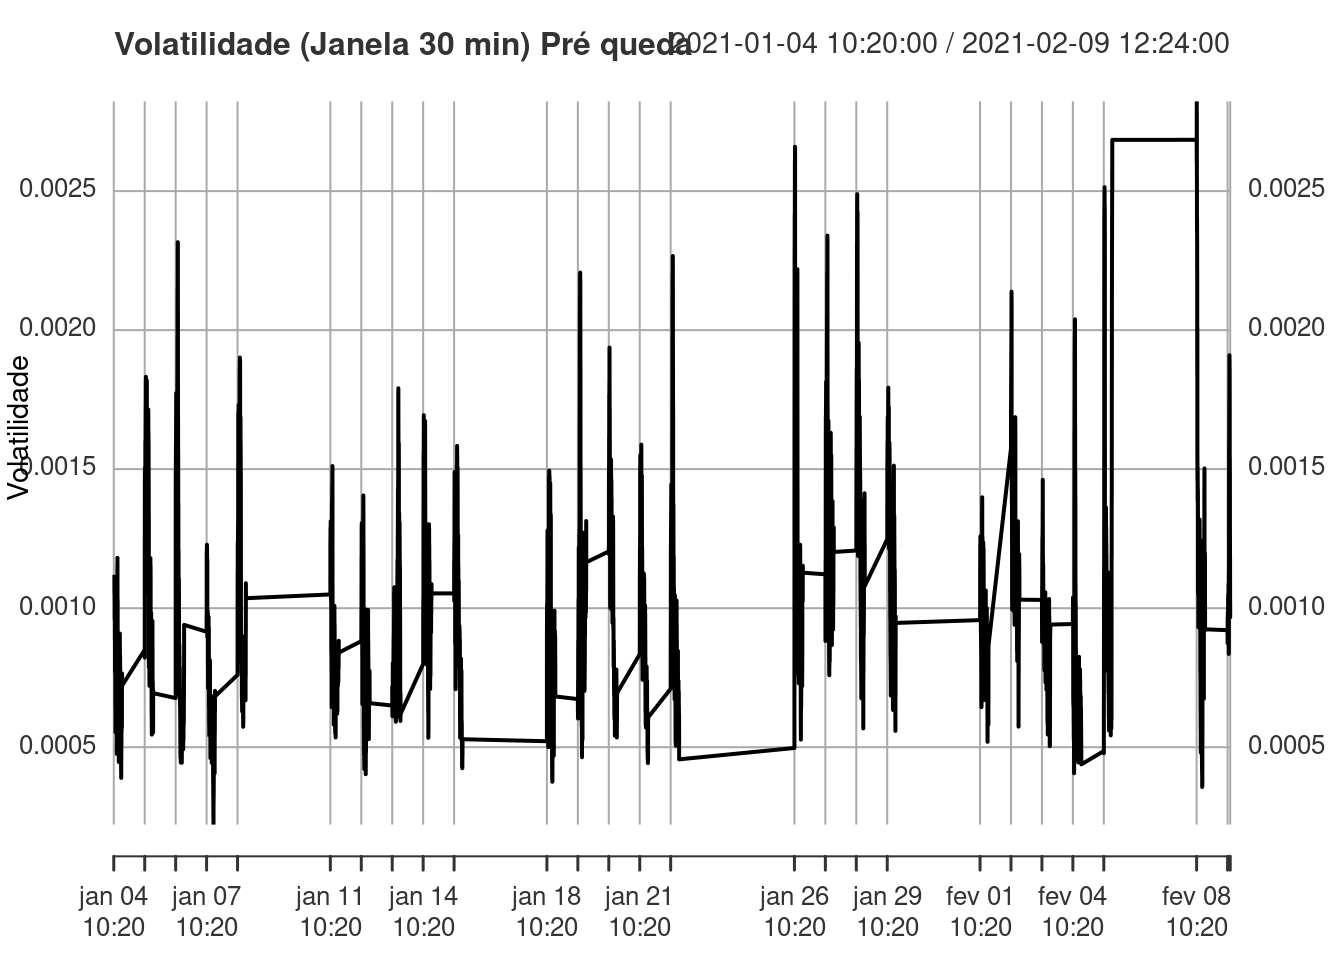 Volatilidade (Janela 30 min) Pré queda 2021-01-04 10:20:00 / 2021-02-09 12:24:00
0.0025 0.0025
0.0020 0.0020
Volatilidade
0.0015 0.0015
0.0010 0.0010
0.0005 0.0005
jan 04 jan 07 jan 11 jan 14 jan 18 jan 21 jan 26 jan 29 fev 01 fev 04 fev 08
10:20 10:20 10:20 10:20 10:20 10:20 10:20 10:20 10:20 10:20 10:20